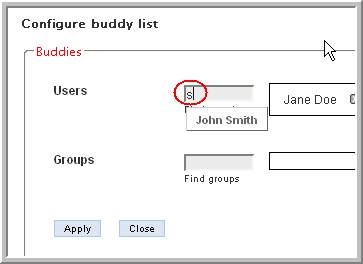 Configure buddy list
Buddies
Users
s
Jane Doe
John Smith
Groups
Find groups
Apply
Close